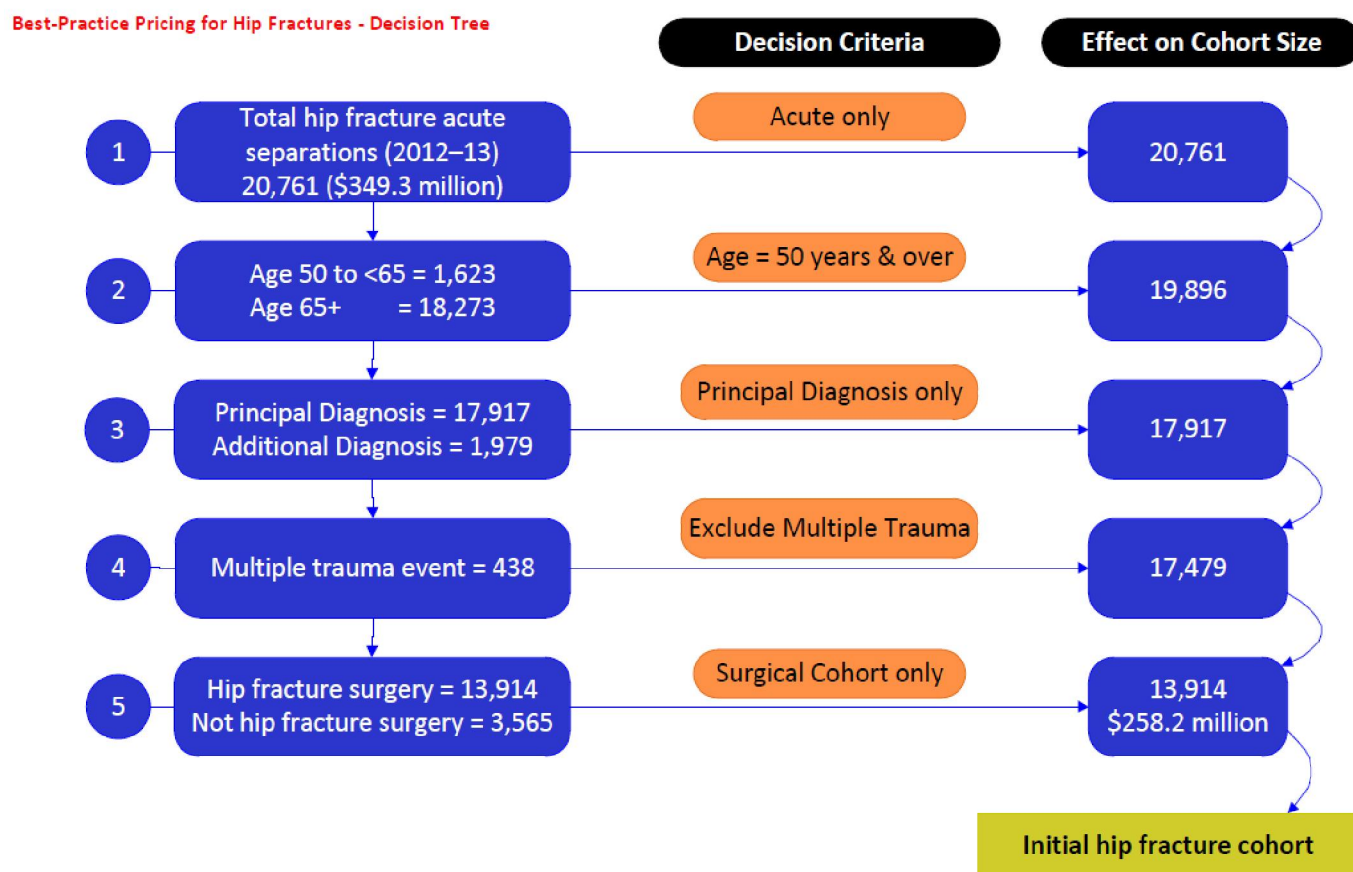 Best-Practice Pricing for Hip Fractures - Decision Tree
Decision Criteria
Effect on Cohort Size
1
Total hip fracture acute
separations (2012–13)
20,761 ($349.3 million)
Acute only
20,761
2
Age 50 to <65 = 1,623
Age 65+ = 18,273
Age = 50 years & over
19,896
3
Principal Diagnosis = 17,917
Additional Diagnosis = 1,979
Principal Diagnosis only
17,917
4
Multiple trauma event = 438
Exclude Multiple Trauma
17,479
5
Hip fracture surgery = 13,914
Not hip fracture surgery = 3,565
Surgical Cohort only
13,914
$258.2 million
Initial hip fracture cohort